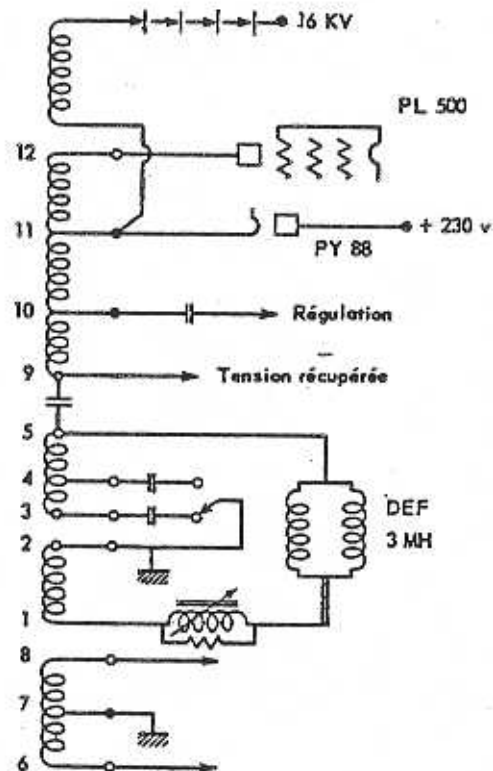 16 KV
PL 500
12
11
+ 230 v
PY 88
10
Régulation
9
Tension récupérée
5
4
DEF
3
3 MH
2
1
8
7
6